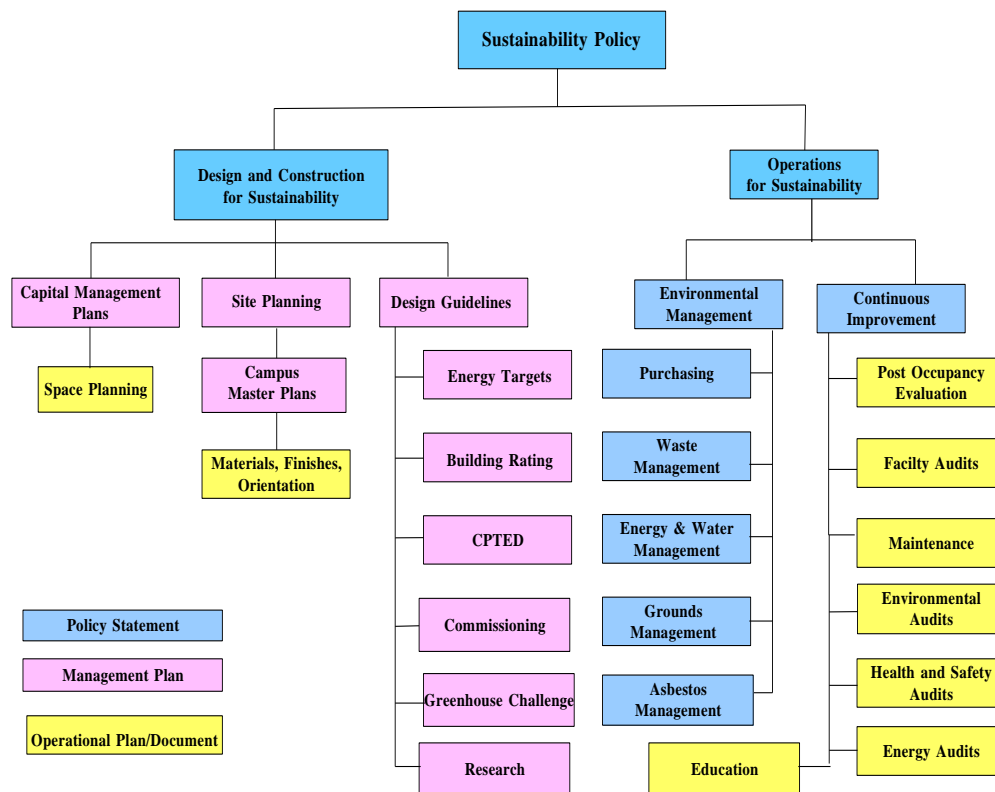 Sustainability Policy
Design and Construction
for Sustainability
Operations
for Sustainability
Capital Management
Plans
Site Planning
Design Guidelines
Environmental
Management
Continuous
Improvement
Space Planning
Campus
Master Plans
Materials, Finishes,
Orientation
Energy Targets
Building Rating
CPTED
Commissioning
Greenhouse Challenge
Research
Purchasing
Waste
Management
Energy & Water
Management
Grounds
Management
Asbestos
Management
Post Occupancy
Evaluation
Facilty Audits
Maintenance
Environmental
Audits
Health and Safety
Audits
Energy Audits
Education
Policy Statement
Management Plan
Operational Plan/Document